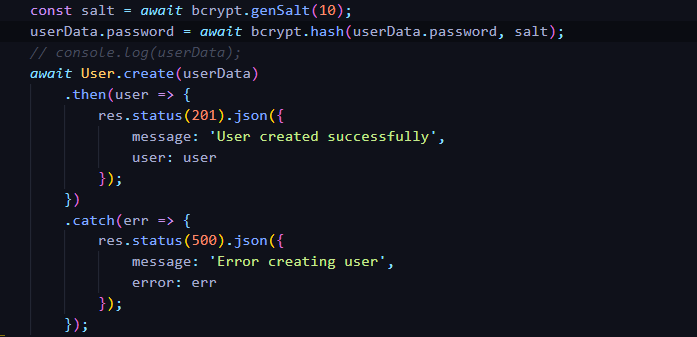 const salt = await bcrypt.genSalt(10);
userData.password = await bcrypt.hash(userData.password, salt);
// console.log(userData);
await User.create(userData)
    .then(user => {
        res.status(201).json({
            message: 'User created successfully',
            user: user
        });
    })
    .catch(err => {
        res.status(500).json({
            message: 'Error creating user',
            error: err
        });
    });